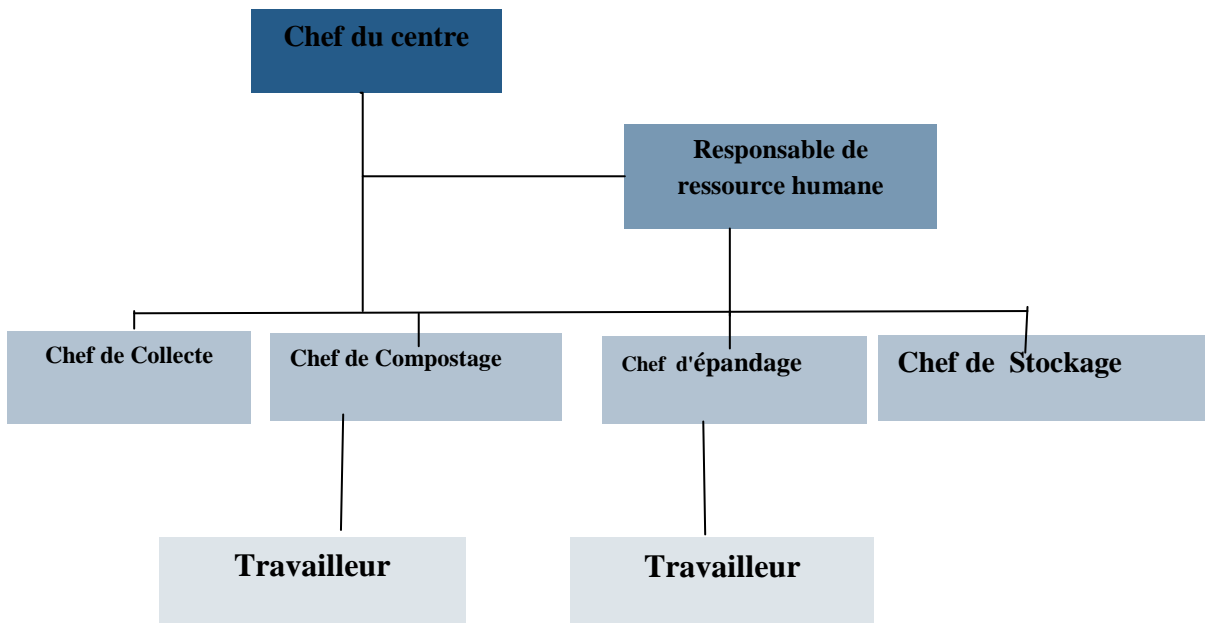 Chef du centre
Responsable de
ressource humane
Chef de Collecte
Chef de Compostage
Chef d'épandage
Chef de Stockage
Travailleur
Travailleur